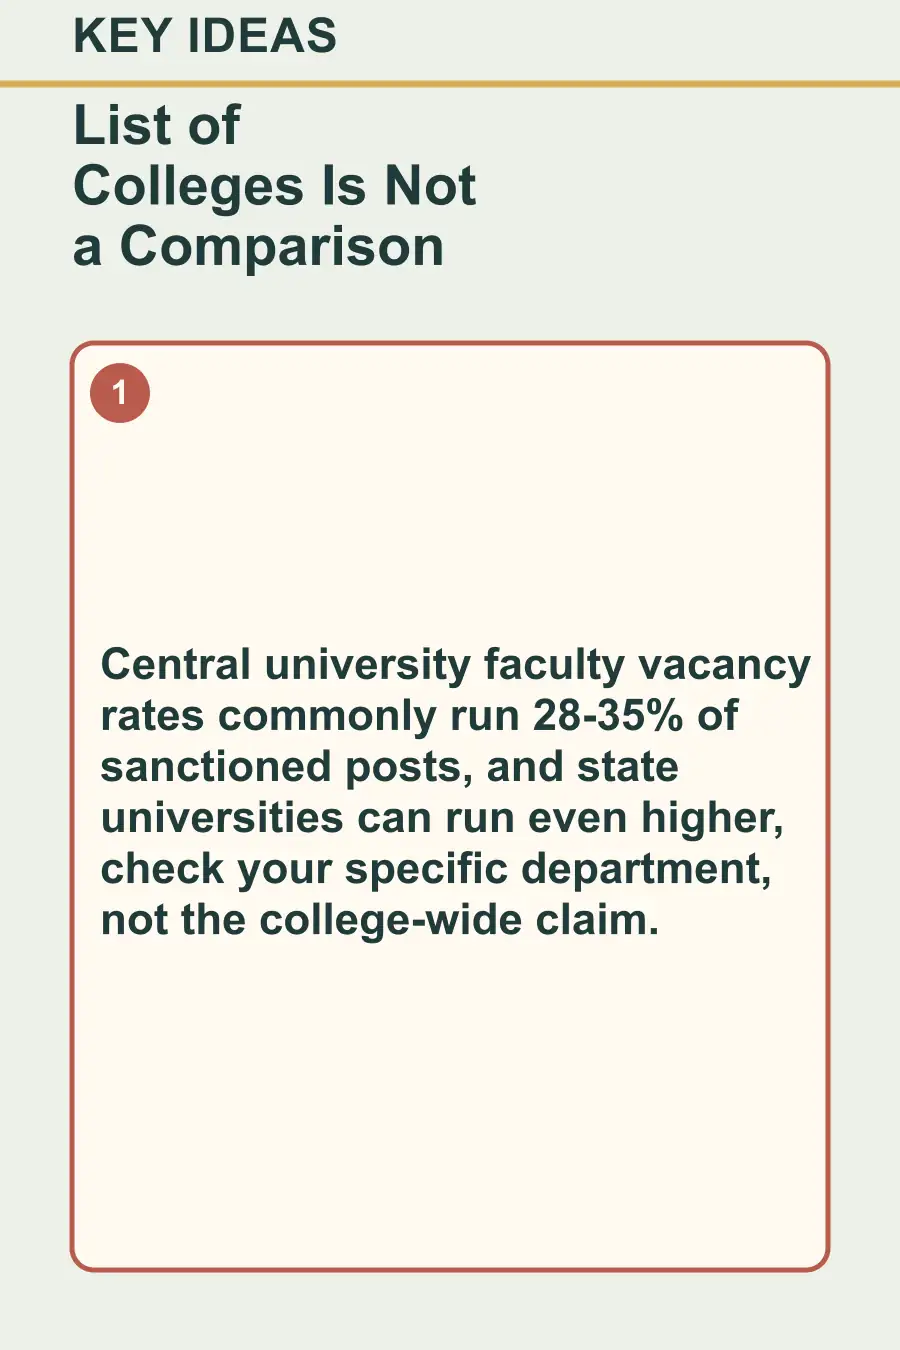 KEY IDEAS
List of
Colleges Is Not
a Comparison
1
Central university faculty vacancy
rates commonly run 28-35% of
sanctioned posts, and state
universities can run even higher,
check your specific department,
not the college-wide claim.